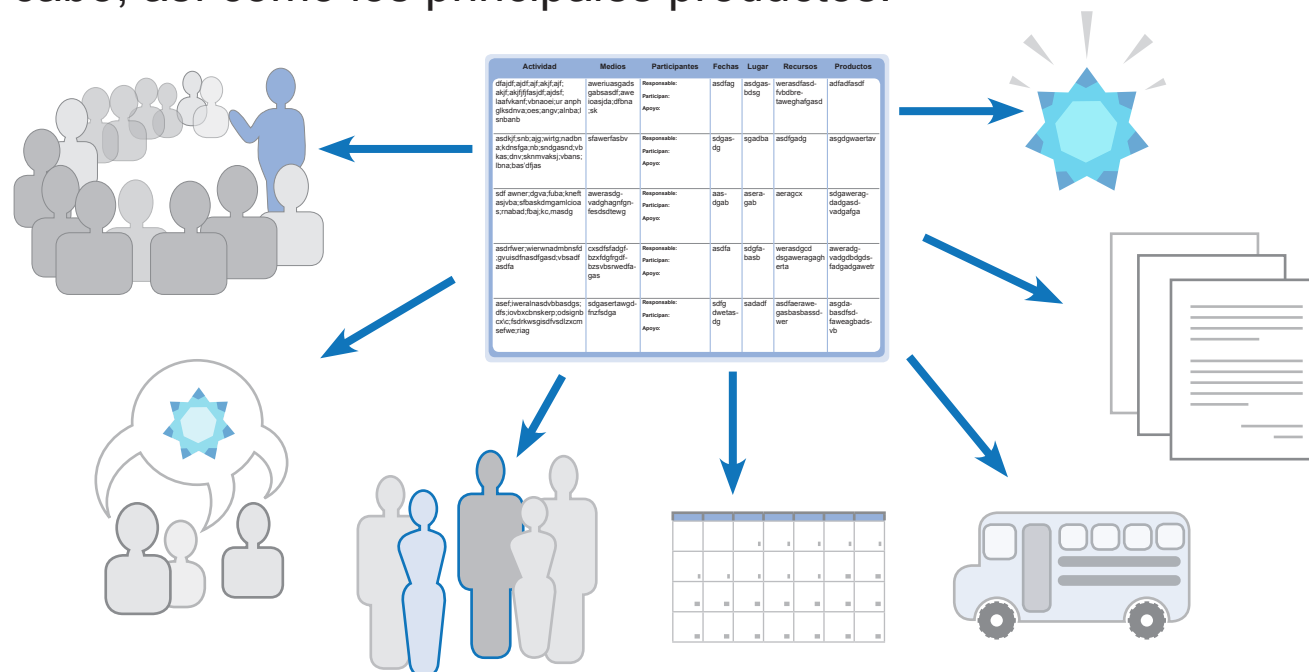 cabo, así como los principales productos.
Actividad Medios Participantes Fechas Lugar Recursos Productos
dfajdf;ajdf;ajf;akjf;ajf; aweriuasgads Responsable: asdfag asdgas- werasdfasd- adfadfasdf
akjf;akjfjfjfasjdf;ajdsf; gabsasdf;awe Participan: bdsg fvbdbre-
laafvkanf;vbnaoei;ur anph ioasjda;dfbna Apoyo: taweghafgasd
glksdnva;oes;angv;alnba;l ;sk
snbanb
asdkjf;snb;ajg;wirtg;nadbn sfawerfasbv Responsable: sdgas- sgadba asdfgadg asgdgwaertav
a;kdnsfga;nb;sndgasnd;vb Participan: dg
kas;dnv;sknmvaksj;vbans; Apoyo:
lbna;bas'dfjas
sdf awner;dgva;fuba;kneft awerasdg- Responsable: aas- asera- aeragcx sdgawerag-
asjvba;sfbaskdmgamlcioa vadghagnfgn- Participan: dgab gab dadgasd-
s;rnabad;fbaj;kc,masdg fesdsdtewg Apoyo: vadgafga
asdrfwer;wierwnadmbnsfd cxsdfsfadgf- Responsable: asdfa sdgfa- werasdgcd aweradg-
;gvuisdfnasdfgasd;vbsadf bzxfdgfrgdf- Participan: basb dsgaweragagh vadgdbdgds-
asdfa bzsvbsrwedfa- Apoyo: erta fadgadgawetr
gas
asef;iweralnasdvbbasdgs; sdgasertawgd- Responsable: sdfg sadadf asdfaerawe- asgda-
dfs;iovbxcbnskerp;odsignb fnzfsdga Participan: dwetas- gasbasbassd- basdfsd-
cx\c;fsdrkwsgisdfvsdlzxcm Apoyo: dg wer faweagbads-
sefwe;riag vb